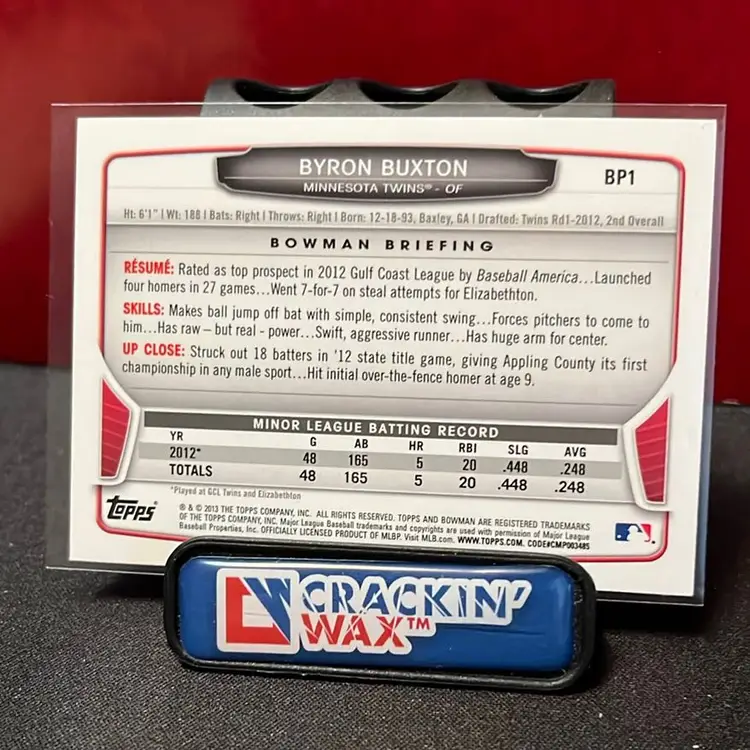 BYRON BUXTON
MINNESOTA TWINS® - OF
BP1
Ht: 6'1" | Wt: 188 | Bats: Right | Throws: Right | Born: 12-18-93, Baxley, GA | Drafted: Twins Rd1-2012, 2nd Overall
BOWMAN BRIEFING
RÉSUMÉ: Rated as top prospect in 2012 Gulf Coast League by Baseball America...Launched
four homers in 27 games...Went 7-for-7 on steal attempts for Elizabethton.
SKILLS: Makes ball jump off bat with simple, consistent swing...Forces pitchers to come to
him...Has raw – but real - power...Swift, aggressive runner...Has huge arm for center.
UP CLOSE: Struck out 18 batters in '12 state title game, giving Appling County its first
championship in any male sport...Hit initial over-the-fence homer at age 9.
MINOR LEAGUE BATTING RECORD
YR G AB HR RBI SLG AVG
2012* 48 165 5 20 .448 .248
TOTALS 48 165 5 20 .448 .248
*Played at GCL Twins and Elizabethton
Topps®
® & © 2013 THE TOPPS COMPANY, INC. ALL RIGHTS RESERVED. TOPPS AND BOWMAN ARE REGISTERED TRADEMARKS
OF THE TOPPS COMPANY, INC. Major League Baseball trademarks and copyrights are used with permission of Major League
Baseball Properties, Inc. OFFICIALLY LICENSED PRODUCT OF MLBP. Visit MLB.com. WWW.TOPPS.COM. CODE#CMP00348S
CW CRACKIN'
WAX™